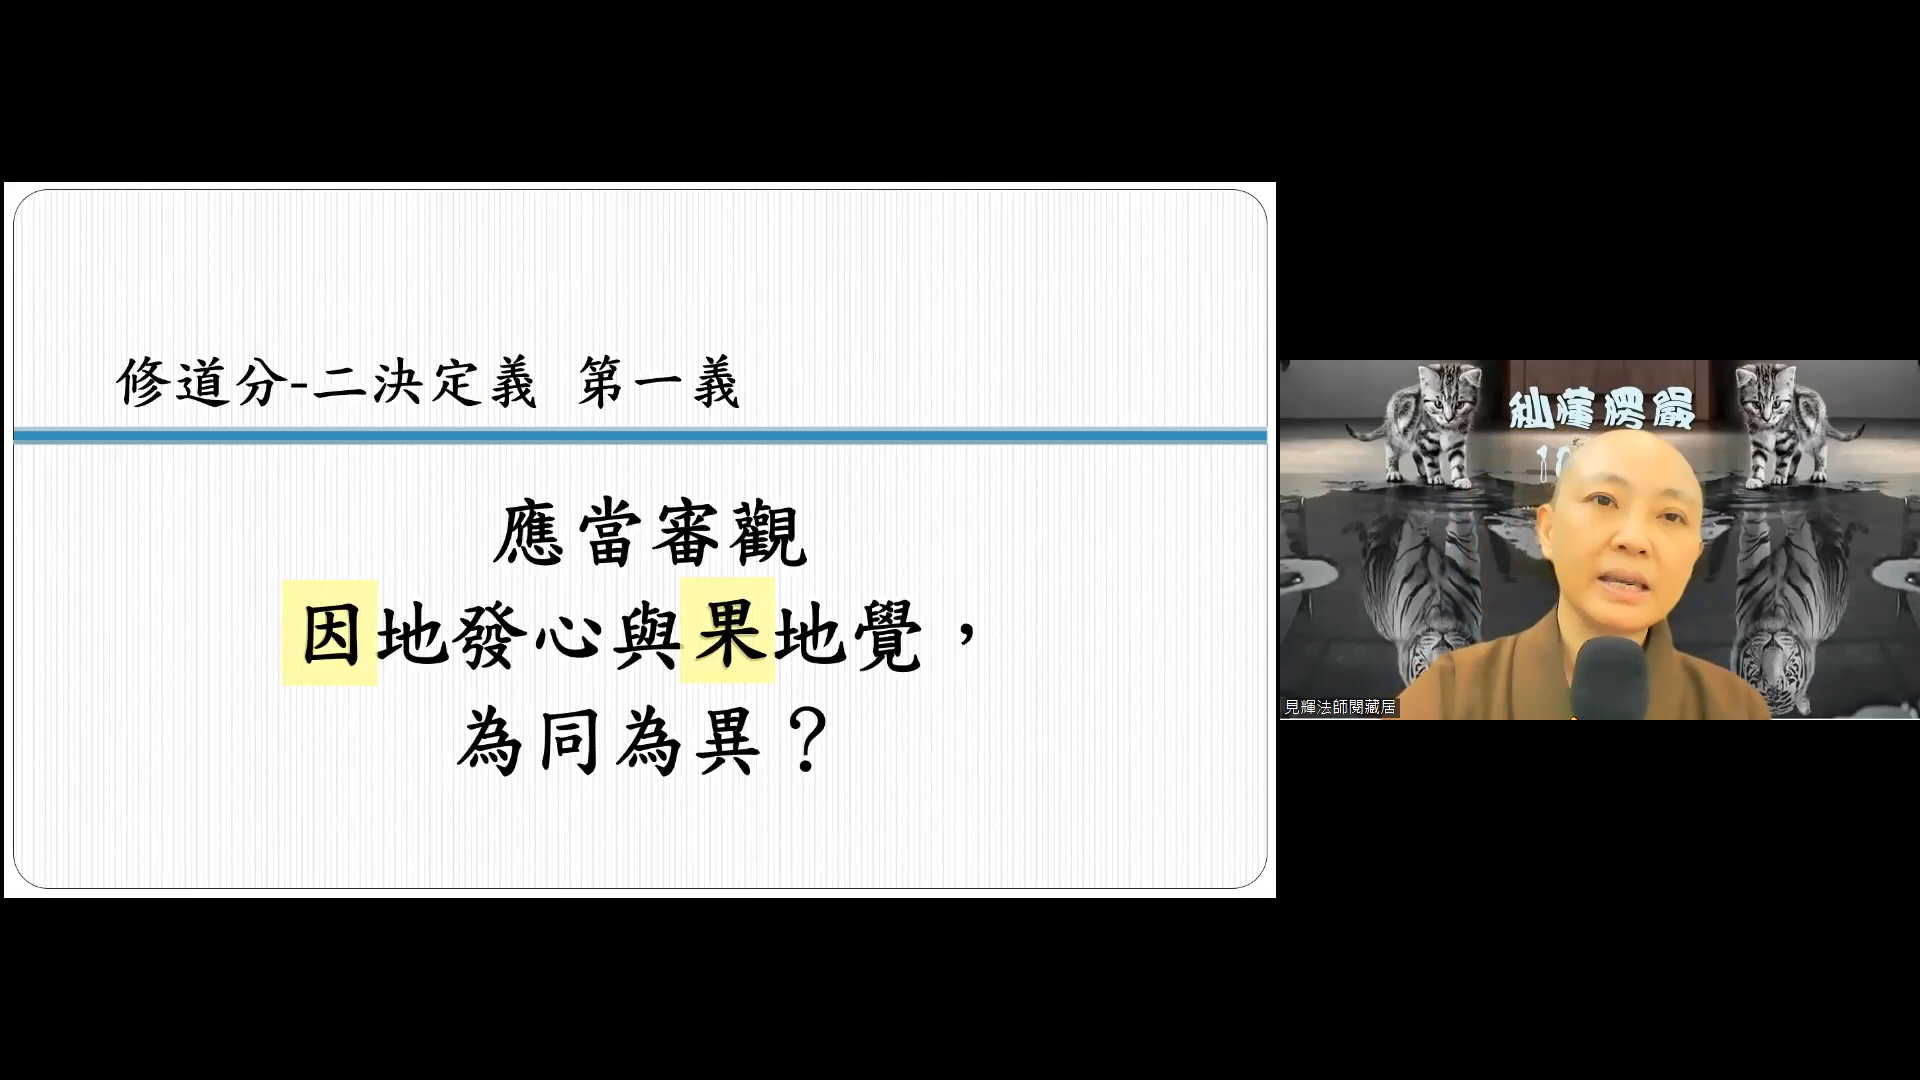 修道分-二決定義 第一義
應當審觀
因地發心與果地覺，
為同為異？
楞嚴
見輝法師閱藏居